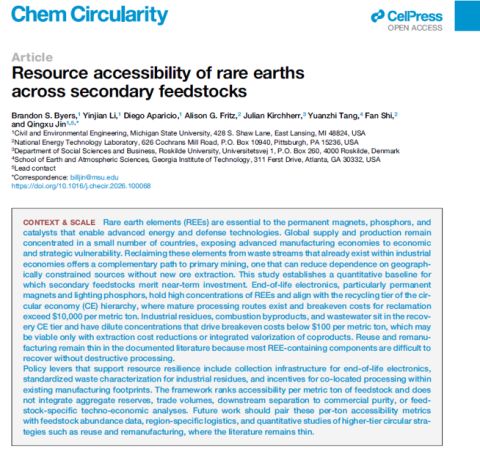 Chem Circularity
CelPress
OPEN ACCESS
Article
Resource accessibility of rare earths
across secondary feedstocks
Brandon S. Byers,1 Yinjian Li,1 Diego Aparicio,1 Alison G. Fritz,2 Julian Kirchherr,3 Yuanzhi Tang,4 Fan Shi,2
and Qingxu Jin1,5,*
1Civil and Environmental Engineering, Michigan State University, 428 S. Shaw Lane, East Lansing, MI 48824, USA
2National Energy Technology Laboratory, 626 Cochrans Mill Road, P.O. Box 10940, Pittsburgh, PA 15236, USA
3Department of Social Sciences and Business, Roskilde University, Universitetsvej 1, P.O. Box 260, 4000 Roskilde, Denmark
4School of Earth and Atmospheric Sciences, Georgia Institute of Technology, 311 Ferst Drive, Atlanta, GA 30332, USA
5Lead contact
*Correspondence: billjin@msu.edu
https://doi.org/10.1016/j.checir.2026.100068
CONTEXT & SCALE Rare earth elements (REEs) are essential to the permanent magnets, phosphors, and
catalysts that enable advanced energy and defense technologies. Global supply and production remain
concentrated in a small number of countries, exposing advanced manufacturing economies to economic
and strategic vulnerability. Reclaiming these elements from waste streams that already exist within industrial
economies offers a complementary path to primary mining, one that can reduce dependence on geograph-
ically constrained sources without new ore extraction. This study establishes a quantitative baseline for
which secondary feedstocks merit near-term investment. End-of-life electronics, particularly permanent
magnets and lighting phosphors, hold high concentrations of REEs and align with the recycling tier of the cir-
cular economy (CE) hierarchy, where mature processing routes exist and breakeven costs for reclamation
exceed $10,000 per metric ton. Industrial residues, combustion byproducts, and wastewater sit in the recov-
ery CE tier and have dilute concentrations that drive breakeven costs below $100 per metric ton, which may
be viable only with extraction cost reductions or integrated valorization of coproducts. Reuse and remanu-
facturing remain thin in the documented literature because most REE-containing components are difficult to
recover without destructive processing.
Policy levers that support resource resilience include collection infrastructure for end-of-life electronics,
standardized waste characterization for industrial residues, and incentives for co-located processing within
existing manufacturing footprints. The framework ranks accessibility per metric ton of feedstock and does
not integrate aggregate reserves, trade volumes, downstream separation to commercial purity, or feed-
stock-specific techno-economic analyses. Future work should pair these per-ton accessibility metrics
with feedstock abundance data, region-specific logistics, and quantitative studies of higher-tier circular stra-
tegies such as reuse and remanufacturing, where the literature remains thin.